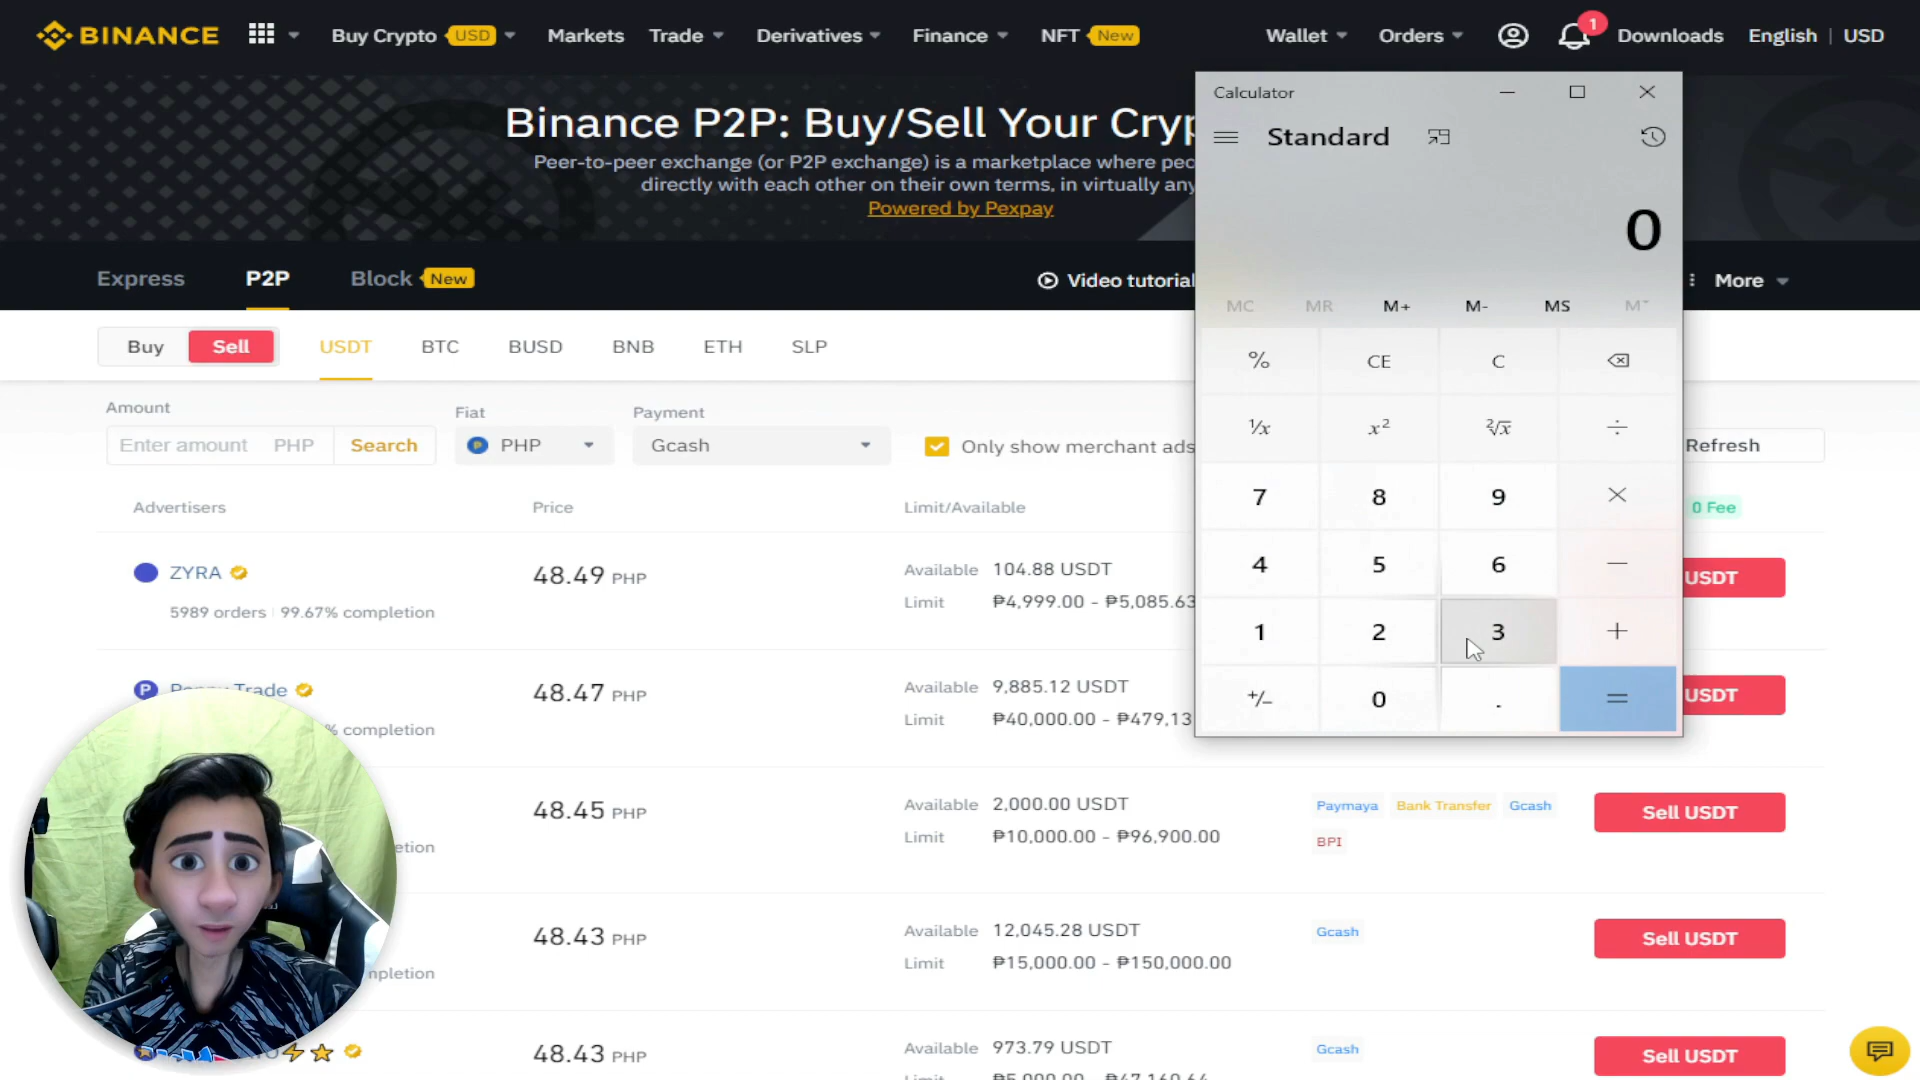 BINANCE
Buy Crypto USD
Markets
Trade
Derivatives
Finance
NFT New
Wallet
Orders
1
Downloads
English | USD
Binance P2P: Buy/Sell Your Cryp
Peer-to-peer exchange (or P2P exchange) is a marketplace where pec
directly with each other on their own terms, in virtually any
Powered by Pexpay
Express
P2P
Block New
Video tutorial
More
Buy
Sell
USDT
BTC
BUSD
BNB
ETH
SLP
Amount
Enter amount PHP Search
Fiat
PHP
Payment
Gcash
Only show merchant ads
Refresh
Advertisers
Price
Limit/Available
0 Fee
ZYRA
5989 orders | 99.67% completion
48.49 PHP
Available 104.88 USDT
Limit ₱4,999.00 - ₱5,085.63
USDT
P
Trade
% completion
48.47 PHP
Available 9,885.12 USDT
Limit ₱40,000.00 - ₱479,13
USDT
etion
48.45 PHP
Available 2,000.00 USDT
Limit ₱10,000.00 - ₱96,900.00
Paymaya Bank Transfer Gcash
BPI
Sell USDT
npletion
48.43 PHP
Available 12,045.28 USDT
Limit ₱15,000.00 - ₱150,000.00
Gcash
Sell USDT
48.43 PHP
Available 973.79 USDT
Gcash
Sell USDT
Calculator
Standard
0
MC MR M+ M- MS M˅
% CE C
¹/x x² ²√x ÷
7 8 9 ×
4 5 6 −
1 2 3 +
+/− 0 . =